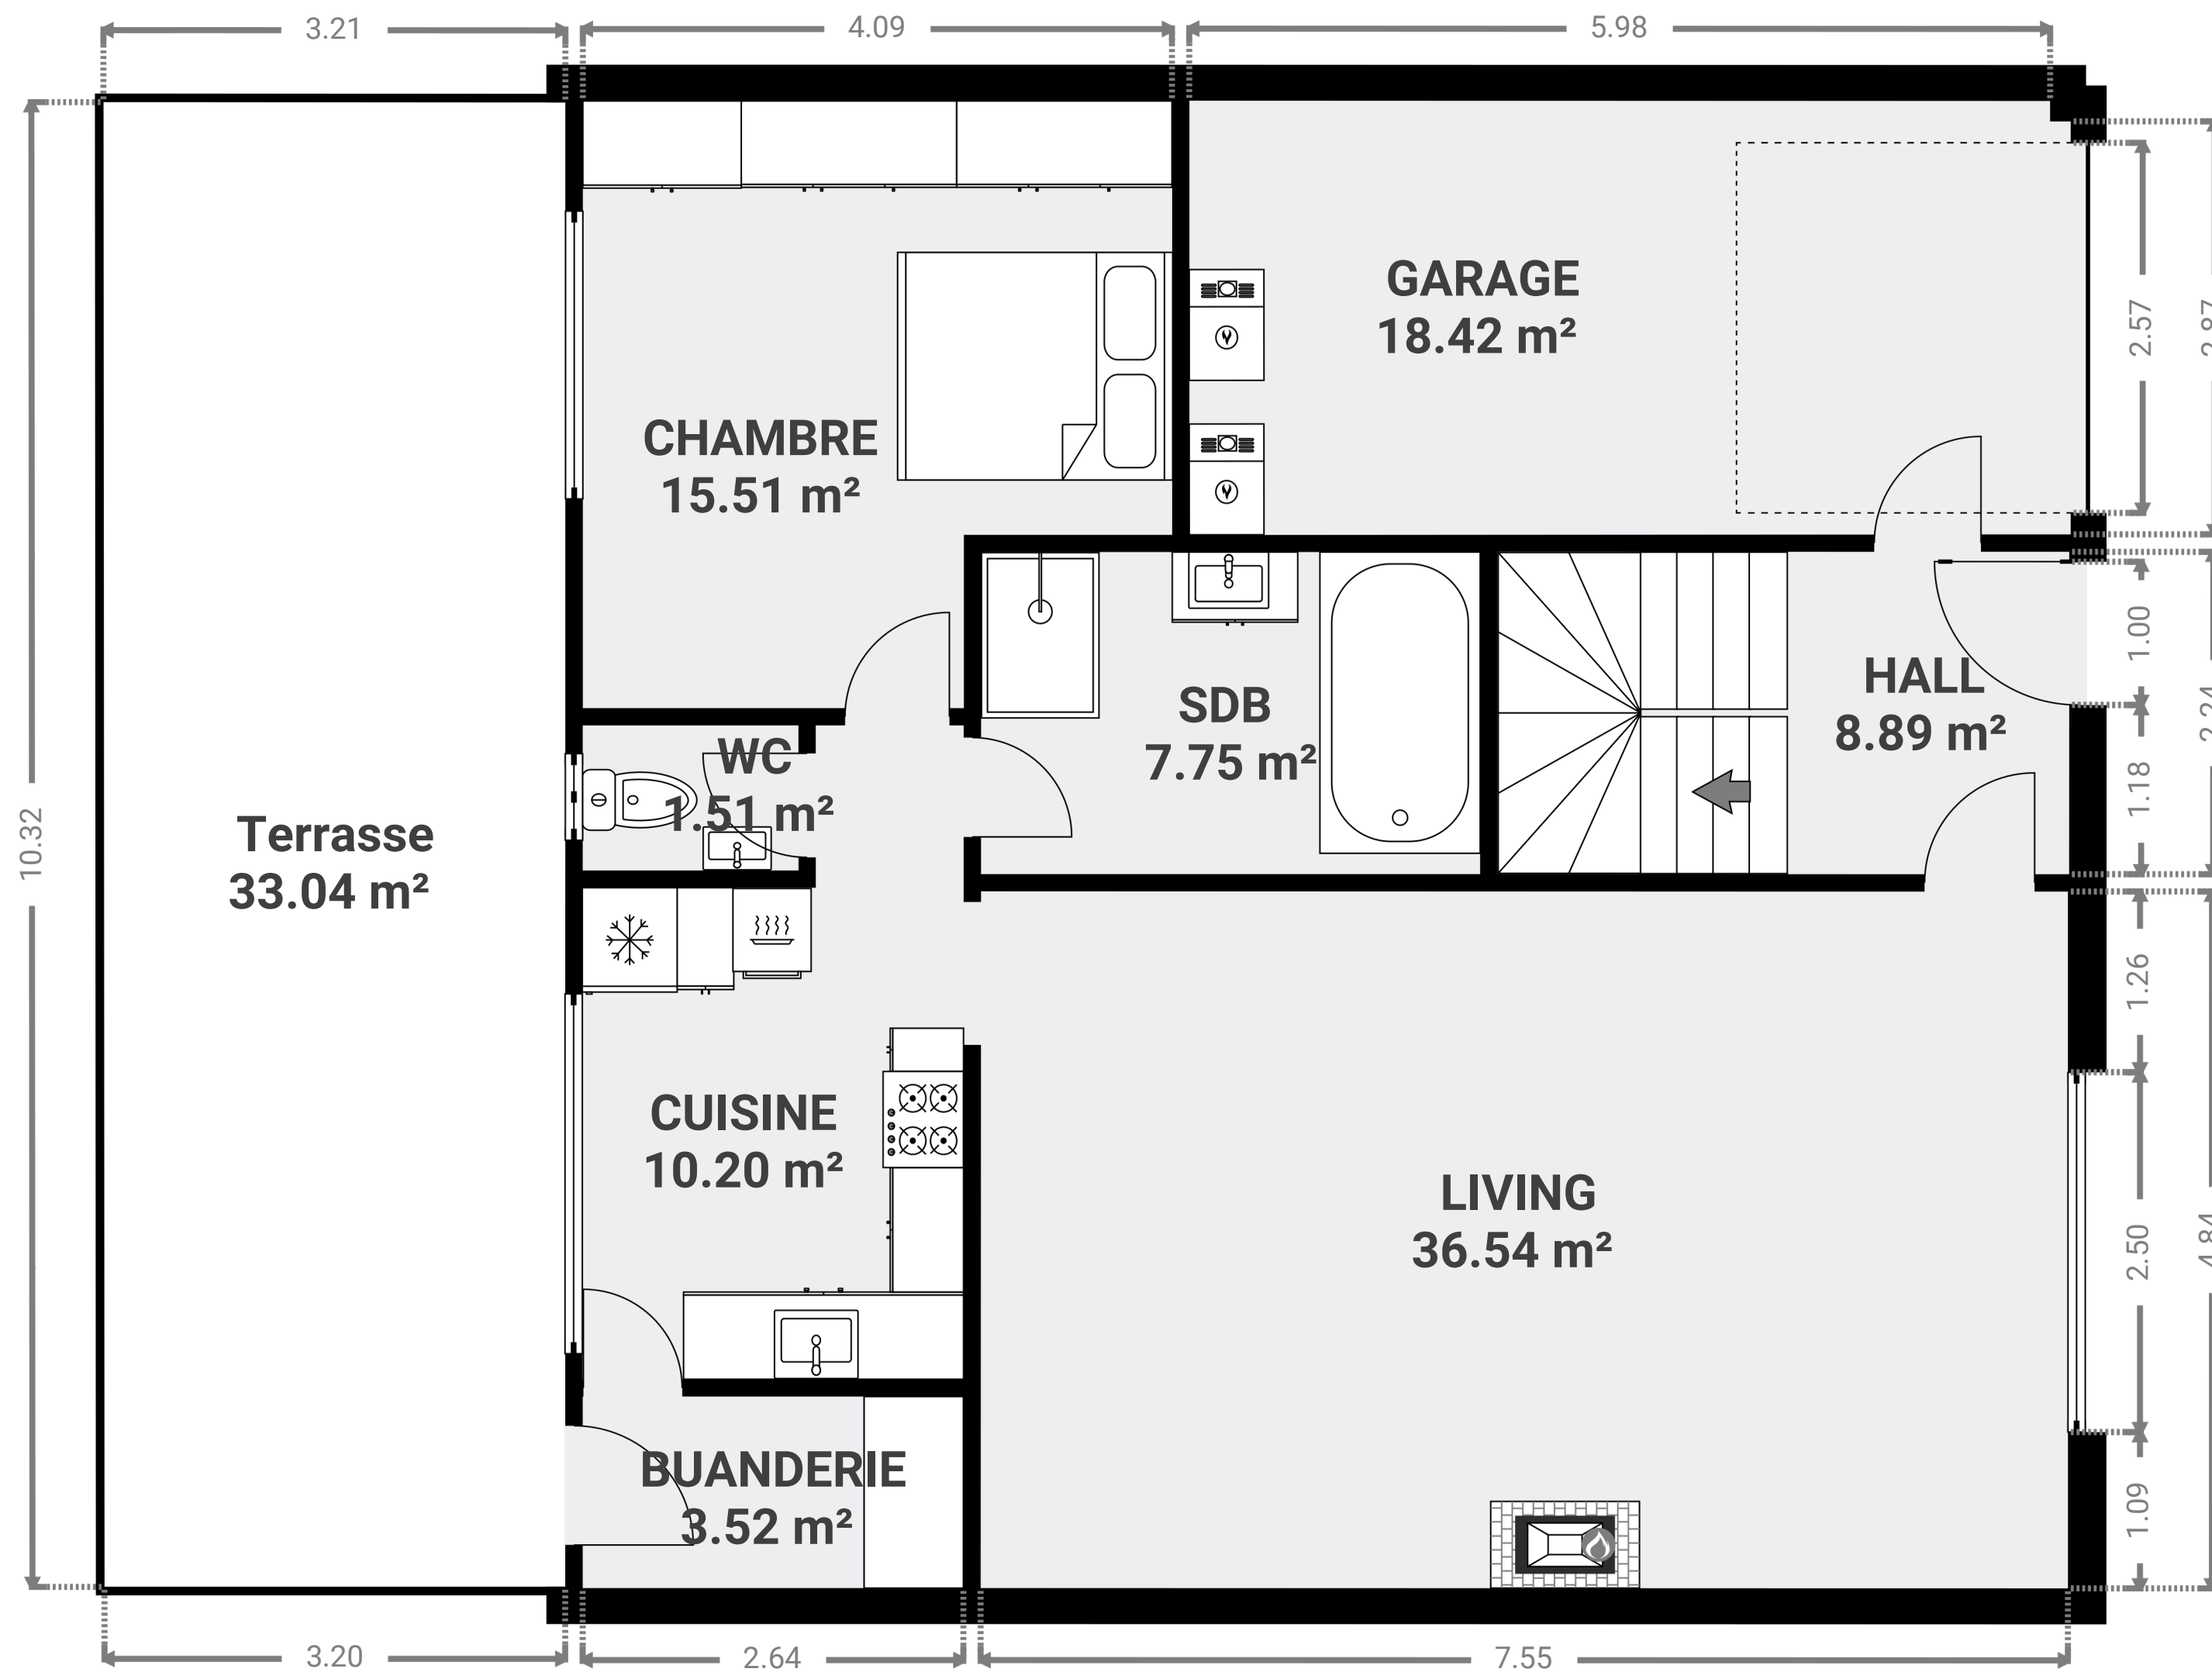 3.21
4.09
5.98
GARAGE
18.42 m²
2.57
CHAMBRE
15.51 m²
1.00
HALL
8.89 m²
SDB
7.75 m²
WC
1.51 m²
1.18
10.32
Terrasse
33.04 m²
1.26
CUISINE
10.20 m²
LIVING
36.54 m²
2.50
BUANDERIE
3.52 m²
1.09
3.20
2.64
7.55